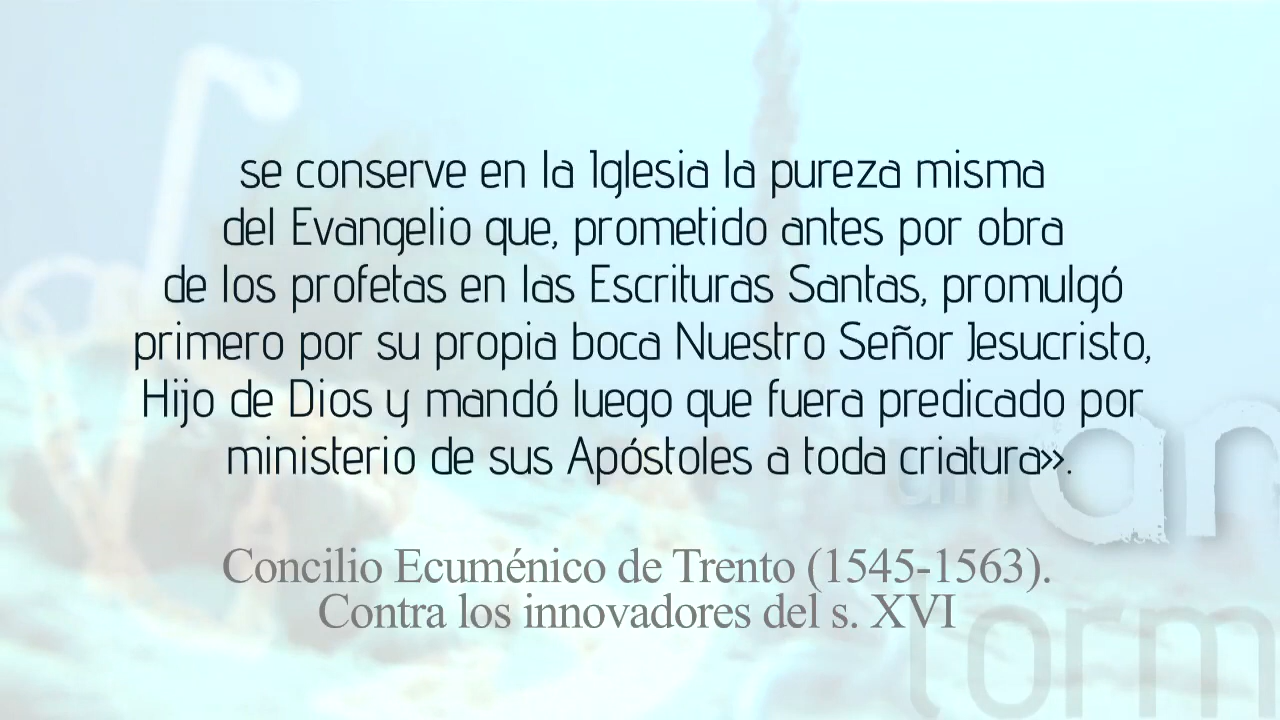 se conserve en la Iglesia la pureza misma
del Evangelio que, prometido antes por obra
de los profetas en las Escrituras Santas, promulgó
primero por su propia boca Nuestro Señor Jesucristo,
Hijo de Dios y mandó luego que fuera predicado por
ministerio de sus Apóstoles a toda criatura».
Concilio Ecuménico de Trento (1545-1563).
Contra los innovadores del s. XVI